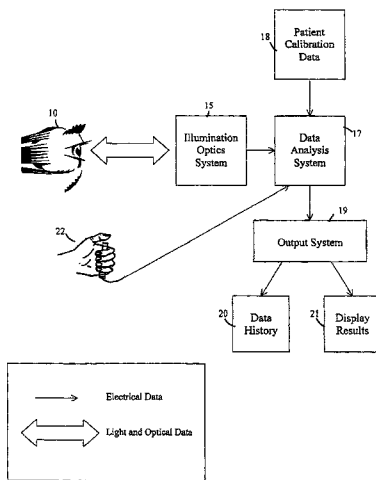 18
Patient
Calibration
Data
10
15
Illumination
Optics
System
17
Data
Analysis
System
22
19
Output System
20
Data
History
21
Display
Results
Electrical Data
Light and Optical Data